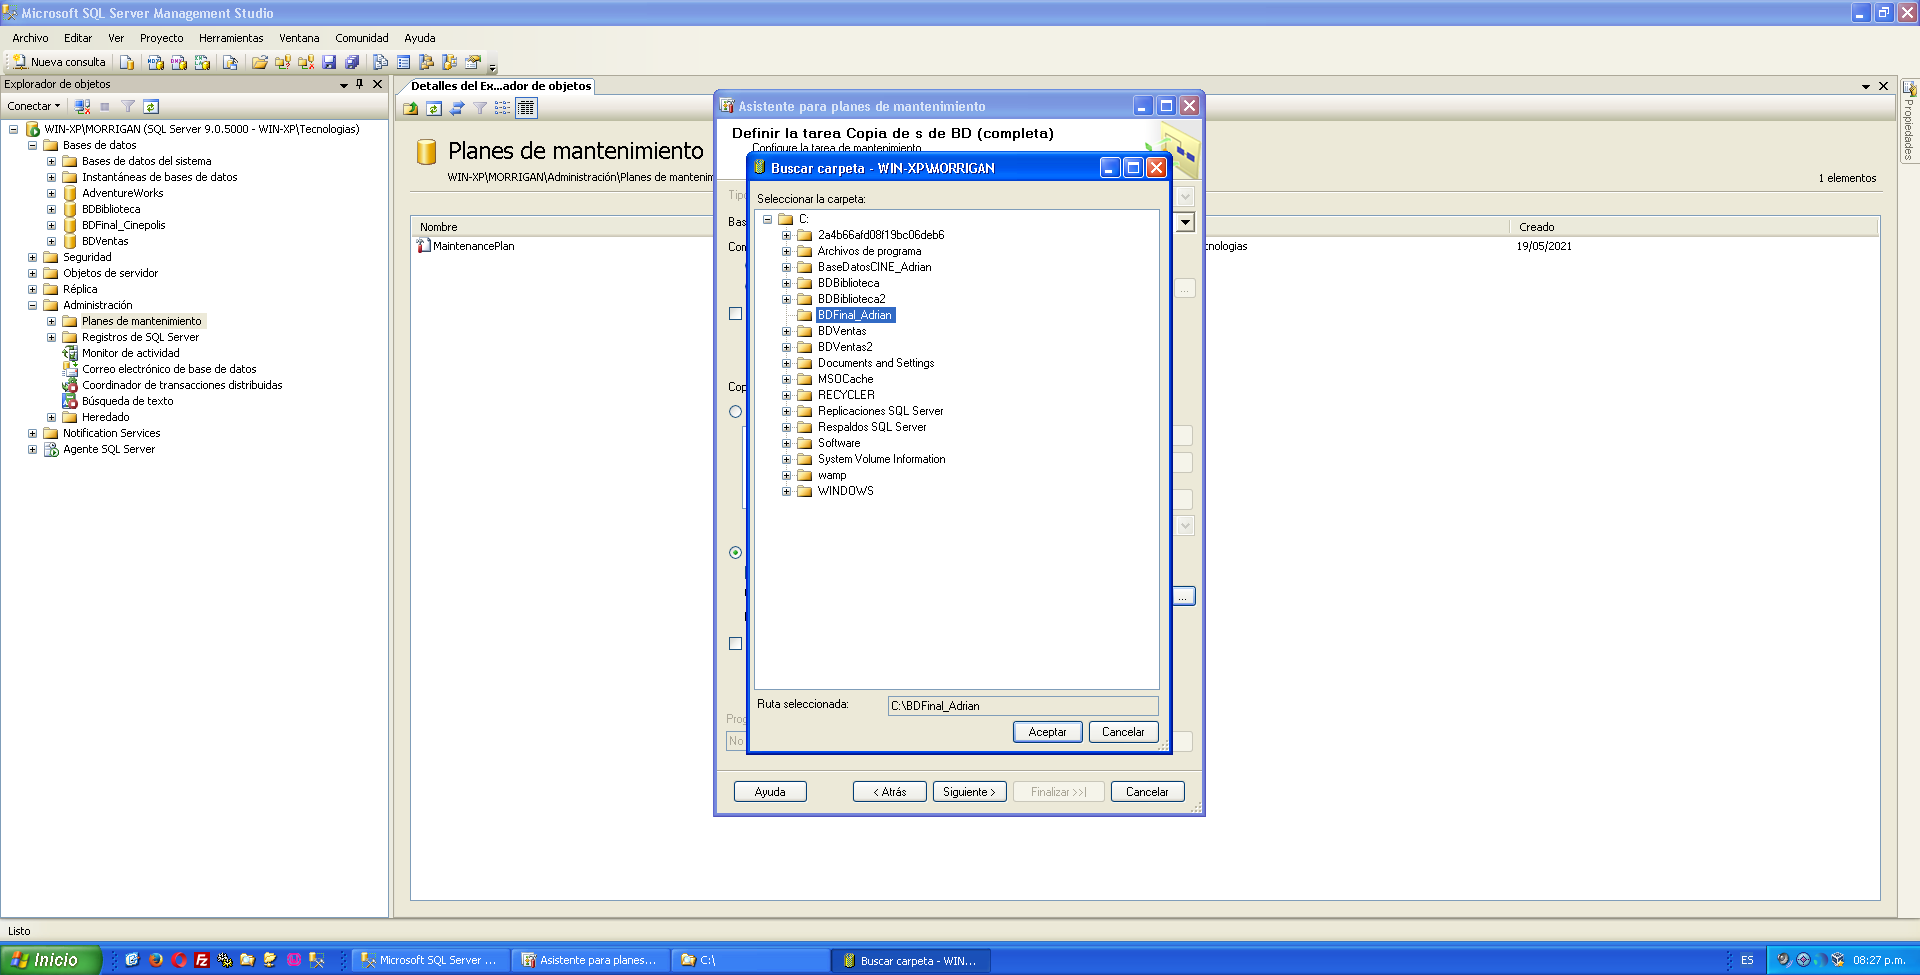 Microsoft SQL Server Management Studio
Archivo Editar Ver Proyecto Herramientas Ventana Comunidad Ayuda
Nueva consulta
Explorador de objetos
Conectar
WIN-XP\MORRIGAN (SQL Server 9.0.5000 - WIN-XP\Tecnologias)
Bases de datos
Bases de datos del sistema
Instantáneas de bases de datos
AdventureWorks
BDBiblioteca
BDFinal_Cinepolis
BDVentas
Seguridad
Objetos de servidor
Réplica
Administración
Planes de mantenimiento
Registros de SQL Server
Monitor de actividad
Correo electrónico de base de datos
Coordinador de transacciones distribuidas
Búsqueda de texto
Heredado
Notification Services
Agente SQL Server
Detalles del Ex...ador de objetos
Planes de mantenimiento
WIN-XP\MORRIGAN\Administración\Planes de mantenim
1 elementos
Nombre
Creado
MaintenancePlan
cnologias
19/05/2021
Propiedades
Asistente para planes de mantenimiento
Definir la tarea Copia de s de BD (completa)
Configure la tarea de mantenimiento.
Tipo
Bas
Con
Cop
Prog
No
...
...
Buscar carpeta - WIN-XP\MORRIGAN
Seleccionar la carpeta:
C:
2a4b66afd08f19bc06deb6
Archivos de programa
BaseDatosCINE_Adrian
BDBiblioteca
BDBiblioteca2
BDFinal_Adrian
BDVentas
BDVentas2
Documents and Settings
MSOCache
RECYCLER
Replicaciones SQL Server
Respaldos SQL Server
Software
System Volume Information
wamp
WINDOWS
Ruta seleccionada: C:\BDFinal_Adrian
Aceptar Cancelar
Ayuda < Atrás Siguiente > Finalizar >>| Cancelar
Listo
Inicio
Microsoft SQL Server ...
Asistente para planes...
C:\
Buscar carpeta - WIN...
ES
08:27 p.m.